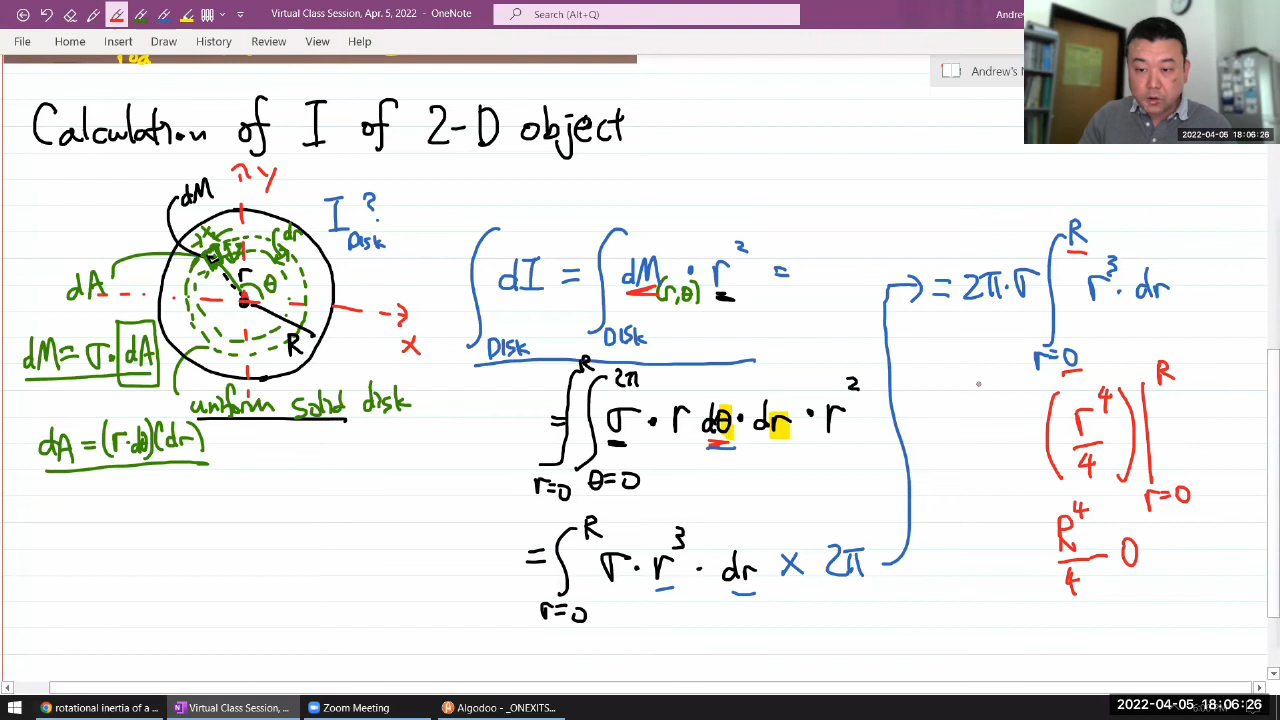 Virtual Class Session, Apr. 5, 2022 - OneNote
Search (Alt+Q)
Andrew
File Home Insert Draw History Review View Help
Andrew's N
2022-04-05 18:06:26
Calculation of I of 2-D object
y
dM
I Disk ?
dr
dA
r θ
R
x
dM = σ · dA
uniform solid disk
dA = (r·dθ)(dr)
∫Disk dI = ∫Disk dM(r,θ) · r² =
= ∫r=0^R ∫θ=0^2π σ · r dθ · dr · r²
= ∫r=0^R σ · r³ · dr × 2π
→ = 2π·σ ∫r=0^R r³ · dr
(r⁴/4) |r=0^R
R⁴/4 − 0
rotational inertia of a ...
Virtual Class Session, ...
Zoom Meeting
Algodoo - _ONEXITS...
2022-04-05 18:06:26